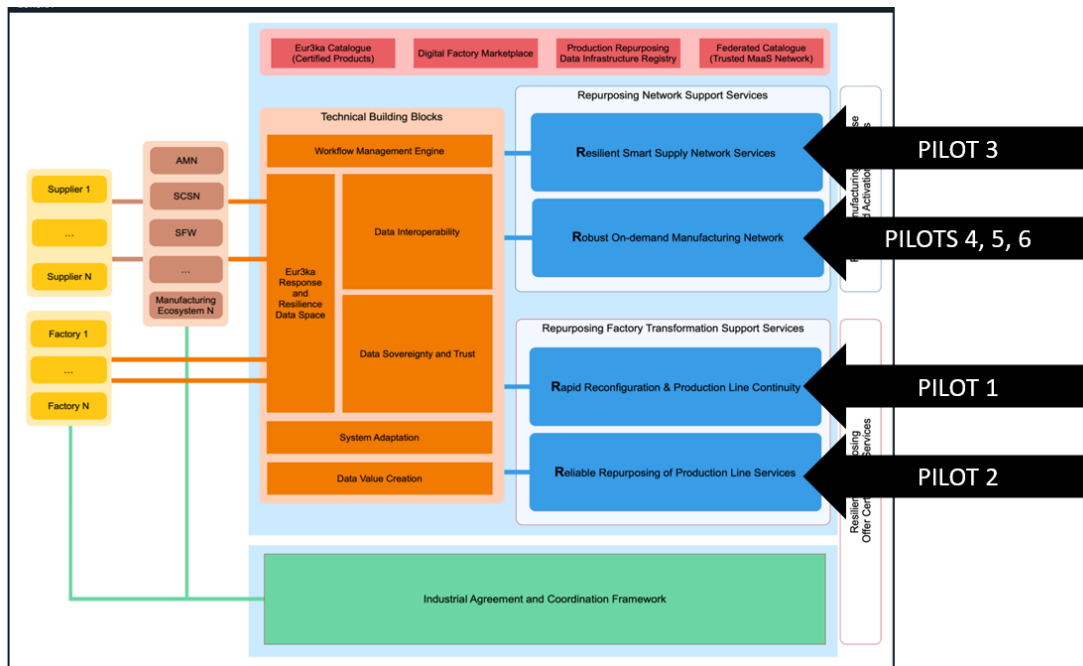 Eur3ka Catalogue
(Certified Products)
Digital Factory Marketplace
Production Repurposing
Data Infrastructure Registry
Federated Catalogue
(Trusted MaaS Network)
Technical Building Blocks
Workflow Management Engine
Eur3ka
Response
and
Resilience
Data Space
Data Interoperability
Data Sovereignty and Trust
System Adaptation
Data Value Creation
Repurposing Network Support Services
Resilient Smart Supply Network Services
Robust On-demand Manufacturing Network
Repurposing Factory Transformation Support Services
Rapid Reconfiguration & Production Line Continuity
Reliable Repurposing of Production Line Services
PILOT 3
PILOTS 4, 5, 6
PILOT 1
PILOT 2
Supplier 1
...
Supplier N
Factory 1
...
Factory N
AMN
SCSN
SFW
...
Manufacturing
Ecosystem N
Activation
Offer
Industrial Agreement and Coordination Framework